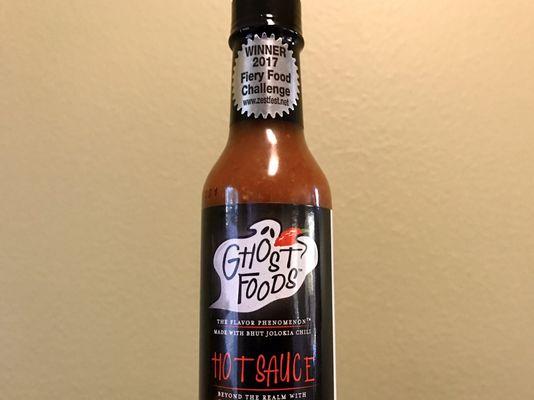 WINNER
2017
Fiery Food
Challenge
www.zestfest.net
GHOST
FOODS™
THE FLAVOR PHENOMENON™
MADE WITH BHUT JOLOKIA CHILI
HOT SAUCE
BEYOND THE REALM WITH